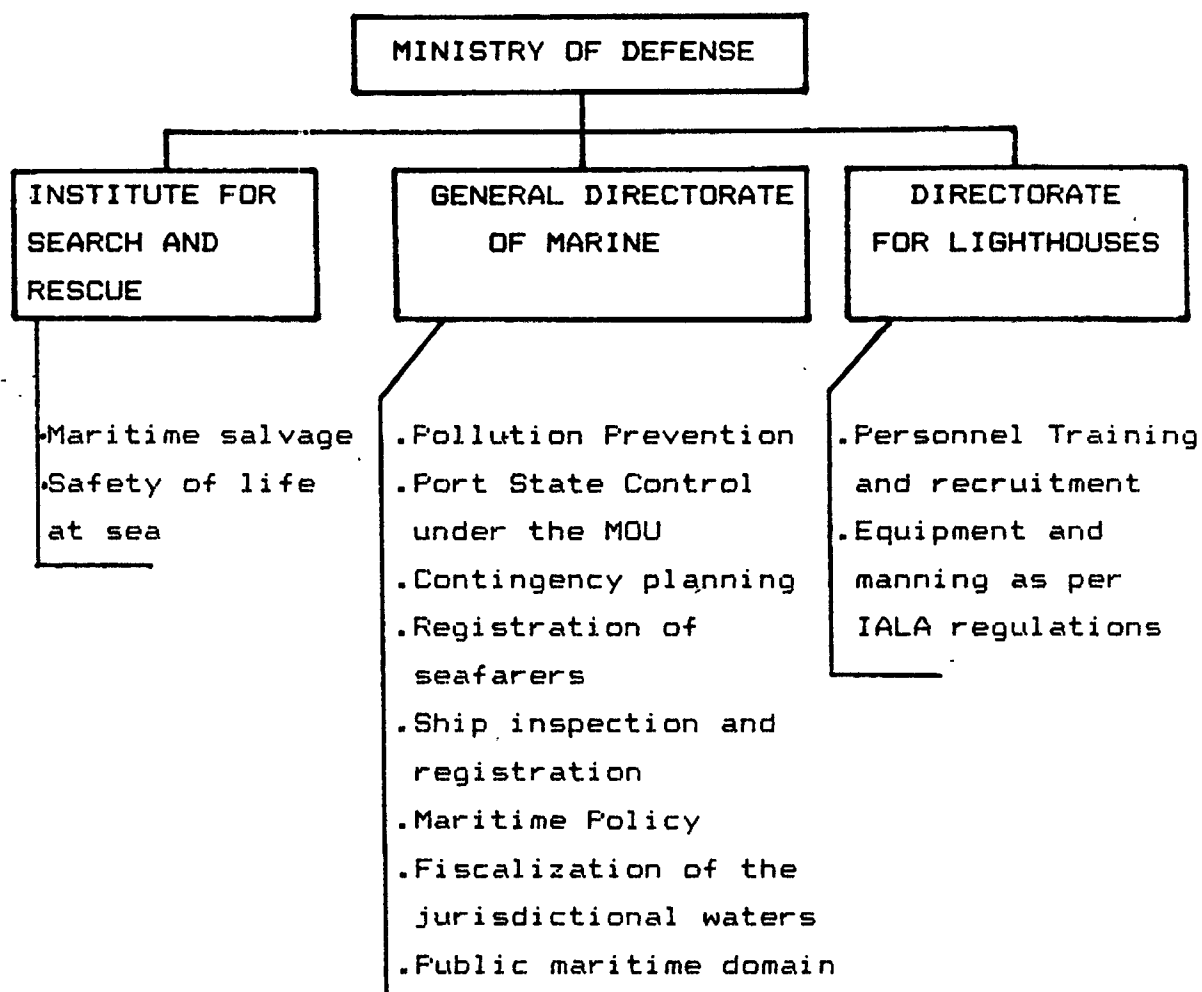 MINISTRY OF DEFENSE
INSTITUTE FOR
SEARCH AND
RESCUE
GENERAL DIRECTORATE
OF MARINE
DIRECTORATE
FOR LIGHTHOUSES
.Maritime salvage
.Safety of life
at sea
.Pollution Prevention
.Port State Control
under the MOU
.Contingency planning
.Registration of
seafarers
.Ship inspection and
registration
.Maritime Policy
.Fiscalization of the
jurisdictional waters
.Public maritime domain
.Personnel Training
and recruitment
.Equipment and
manning as per
IALA regulations